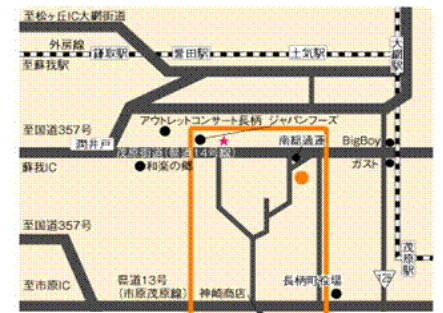 至松ヶ丘IC大網街道
外房線
鎌取駅
誉田駅
土気駅
大網駅
至蘇我駅
アウトレットコンサート長柄
ジャパンフーズ
至国道357号
潤井戸
茂原街道(県道14号線)
南総通運
BigBoy
蘇我IC
和楽の郷
ガスト
至国道357号
茂原駅
至市原IC
県道13号
(市原茂原線)
神崎商店
長柄町役場